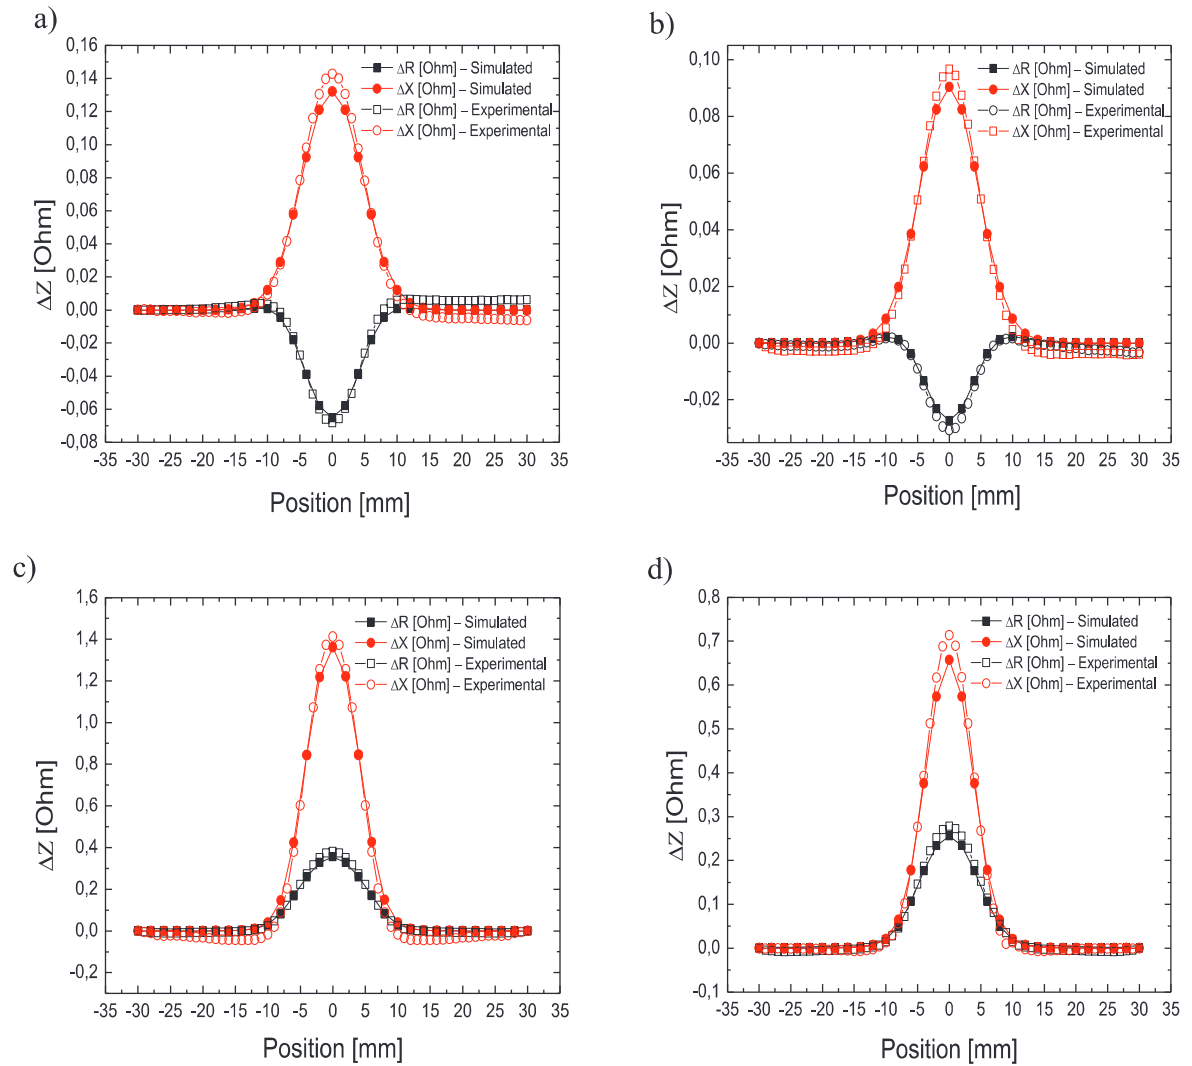 a)
0,16
0,14
0,12
0,10
0,08
0,06
0,04
0,02
0,00
-0,02
-0,04
-0,06
-0,08
ΔZ [Ohm]
ΔR [Ohm] – Simulated
ΔX [Ohm] – Simulated
ΔR [Ohm] – Experimental
ΔX [Ohm] – Experimental
-35 -30 -25 -20 -15 -10 -5 0 5 10 15 20 25 30 35
Position [mm]
b)
0,10
0,08
0,06
0,04
0,02
0,00
-0,02
ΔZ [Ohm]
ΔR [Ohm] – Simulated
ΔX [Ohm] – Simulated
ΔR [Ohm] – Experimental
ΔX [Ohm] – Experimental
-35 -30 -25 -20 -15 -10 -5 0 5 10 15 20 25 30 35
Position [mm]
c)
1,6
1,4
1,2
1,0
0,8
0,6
0,4
0,2
0,0
-0,2
ΔZ [Ohm]
ΔR [Ohm] – Simulated
ΔX [Ohm] – Simulated
ΔR [Ohm] – Experimental
ΔX [Ohm] – Experimental
-35 -30 -25 -20 -15 -10 -5 0 5 10 15 20 25 30 35
Position [mm]
d)
0,8
0,7
0,6
0,5
0,4
0,3
0,2
0,1
0,0
-0,1
ΔZ [Ohm]
ΔR [Ohm] – Simulated
ΔX [Ohm] – Simulated
ΔR [Ohm] – Experimental
ΔX [Ohm] – Experimental
-35 -30 -25 -20 -15 -10 -5 0 5 10 15 20 25 30 35
Position [mm]